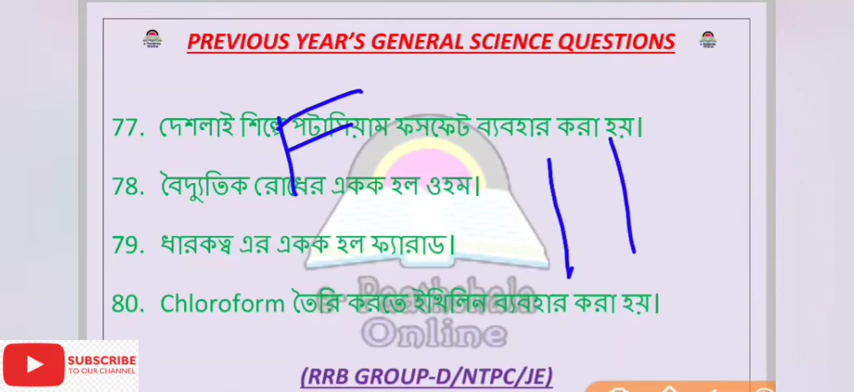 PREVIOUS YEAR'S GENERAL SCIENCE QUESTIONS
77. দেশলাই শিল্পে পটাসিয়াম ফসফেট ব্যবহার করা হয়।
78. বৈদ্যুতিক রোধের একক হল ওহম।
79. ধারকত্ব এর একক হল ফ্যারাড।
80. Chloroform তৈরি করতে ইথিলিন ব্যবহার করা হয়।
e-Paathshala
Online
(RRB GROUP-D/NTPC/JE)
SUBSCRIBE
TO OUR CHANNEL